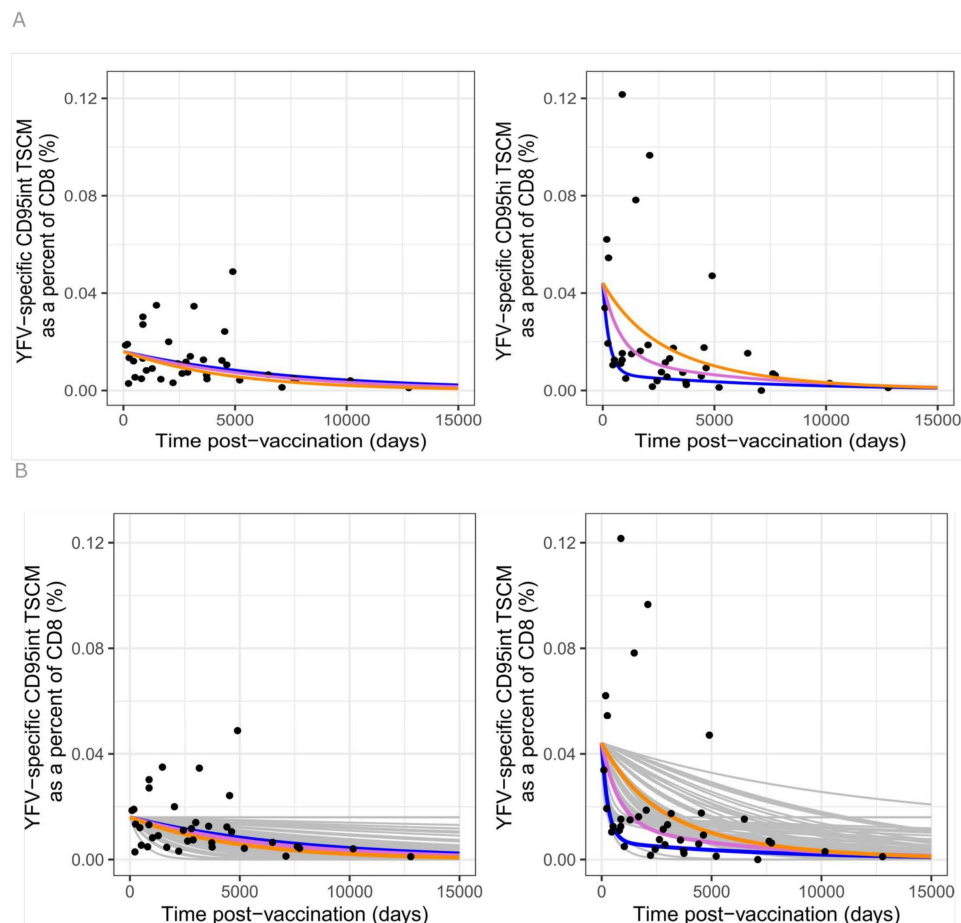 A
YFV−specific CD95int TSCM
as a percent of CD8 (%)
0.12
0.08
0.04
0.00
0
5000
10000
15000
Time post−vaccination (days)
YFV−specific CD95hi TSCM
as a percent of CD8 (%)
0.12
0.08
0.04
0.00
0
5000
10000
15000
Time post−vaccination (days)
B
YFV−specific CD95int TSCM
as a percent of CD8 (%)
0.12
0.08
0.04
0.00
0
5000
10000
15000
Time post−vaccination (days)
YFV−specific CD95int TSCM
as a percent of CD8 (%)
0.12
0.08
0.04
0.00
0
5000
10000
15000
Time post−vaccination (days)